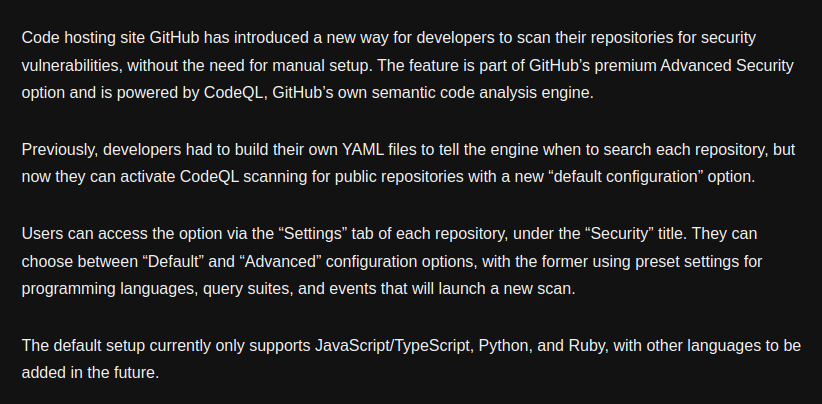 Code hosting site GitHub has introduced a new way for developers to scan their repositories for security
vulnerabilities, without the need for manual setup. The feature is part of GitHub’s premium Advanced Security
option and is powered by CodeQL, GitHub’s own semantic code analysis engine.
Previously, developers had to build their own YAML files to tell the engine when to search each repository, but
now they can activate CodeQL scanning for public repositories with a new “default configuration” option.
Users can access the option via the “Settings” tab of each repository, under the “Security” title. They can
choose between “Default” and “Advanced” configuration options, with the former using preset settings for
programming languages, query suites, and events that will launch a new scan.
The default setup currently only supports JavaScript/TypeScript, Python, and Ruby, with other languages to be
added in the future.